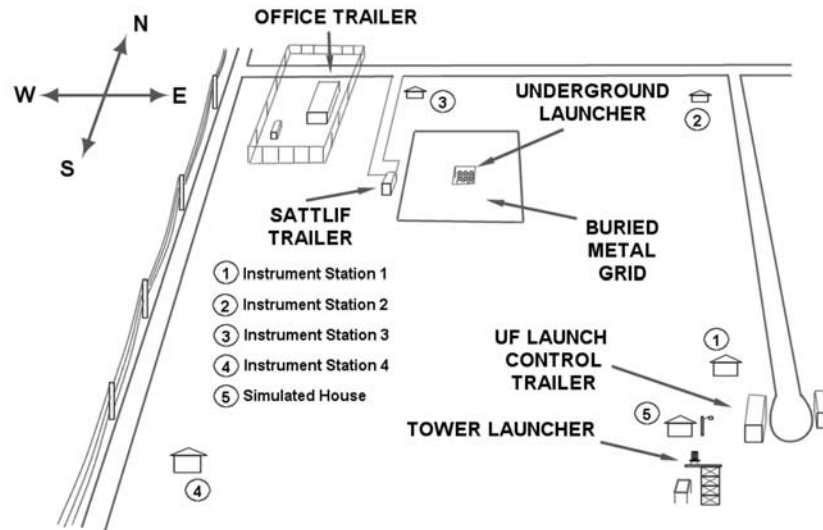 OFFICE TRAILER
N
W
E
S
UNDERGROUND
LAUNCHER
3
2
SATTLIF
TRAILER
BURIED
METAL
GRID
1 Instrument Station 1
2 Instrument Station 2
3 Instrument Station 3
4 Instrument Station 4
5 Simulated House
1
UF LAUNCH
CONTROL
TRAILER
5
TOWER LAUNCHER
4